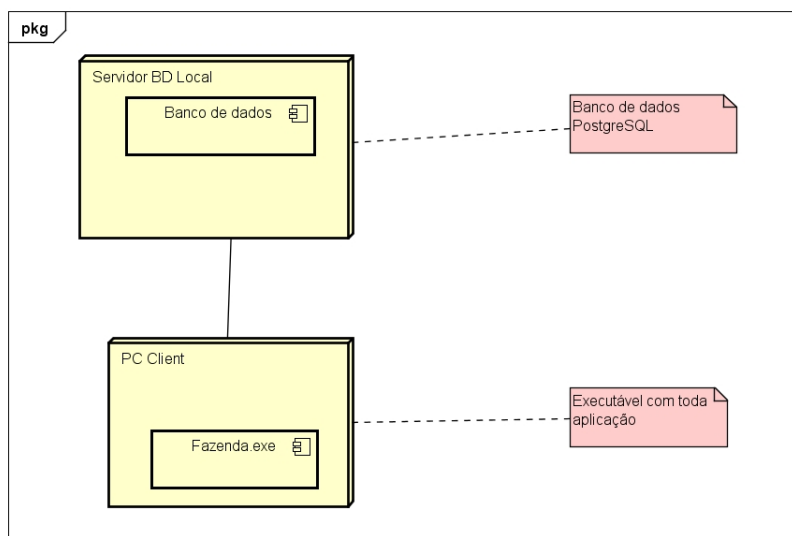 pkg
Servidor BD Local
Banco de dados
Banco de dados
PostgreSQL
PC Client
Fazenda.exe
Executável com toda
aplicação